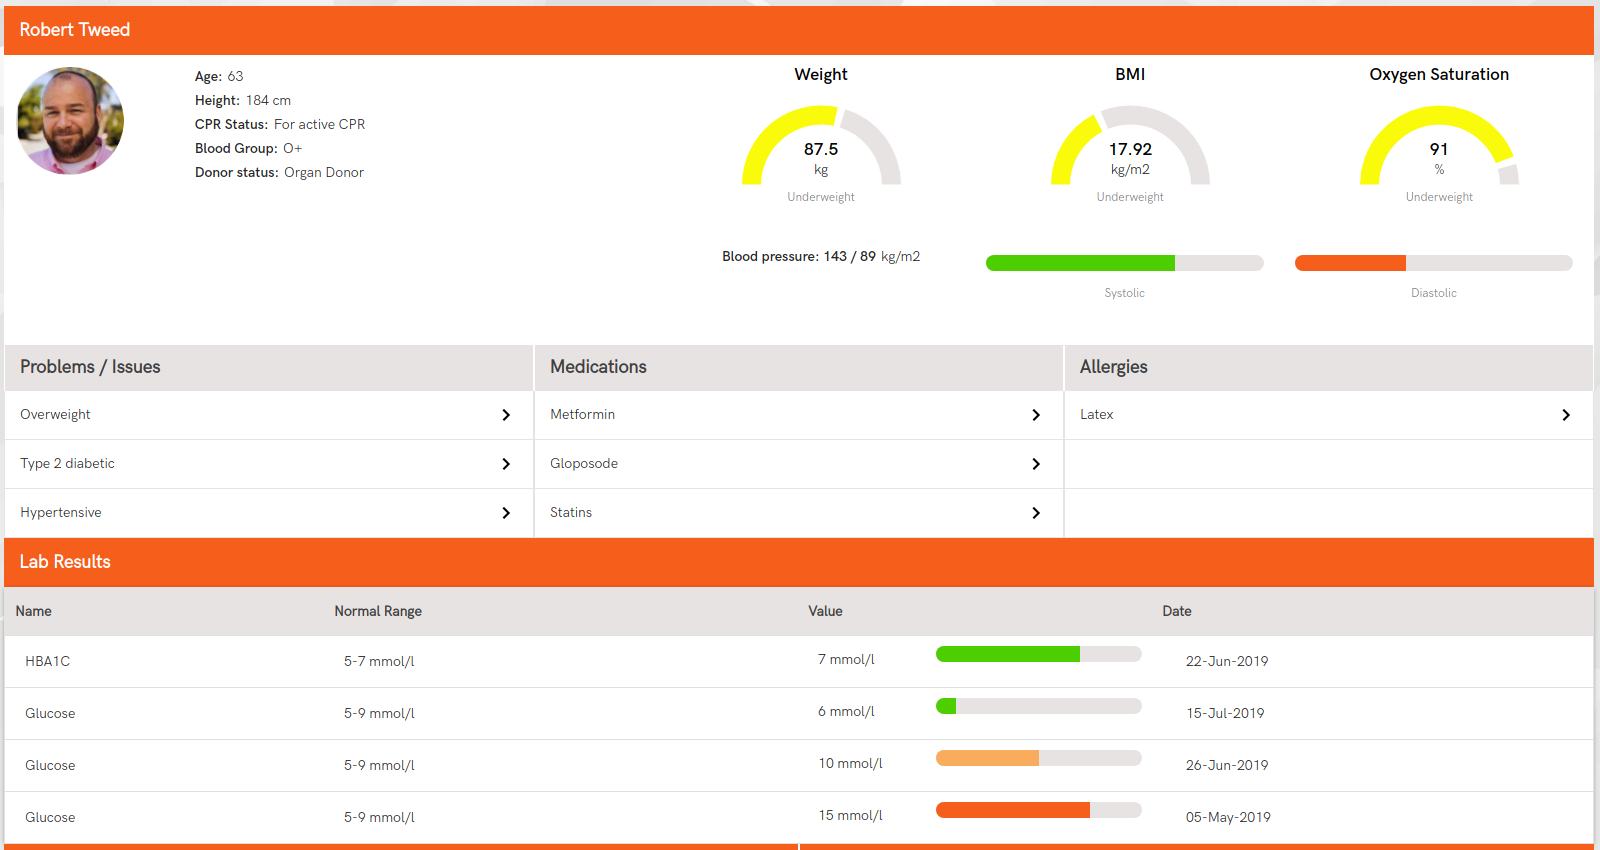 Robert Tweed
Age: 63
Height: 184 cm
CPR Status: For active CPR
Blood Group: O+
Donor status: Organ Donor
Weight
87.5
kg
Underweight
BMI
17.92
kg/m2
Underweight
Oxygen Saturation
91
%
Underweight
Blood pressure: 143 / 89 kg/m2
Systolic
Diastolic
Problems / Issues
Overweight
Type 2 diabetic
Hypertensive
Medications
Metformin
Gloposode
Statins
Allergies
Latex
Lab Results
Name Normal Range Value Date
HBA1C 5-7 mmol/l 7 mmol/l 22-Jun-2019
Glucose 5-9 mmol/l 6 mmol/l 15-Jul-2019
Glucose 5-9 mmol/l 10 mmol/l 26-Jun-2019
Glucose 5-9 mmol/l 15 mmol/l 05-May-2019